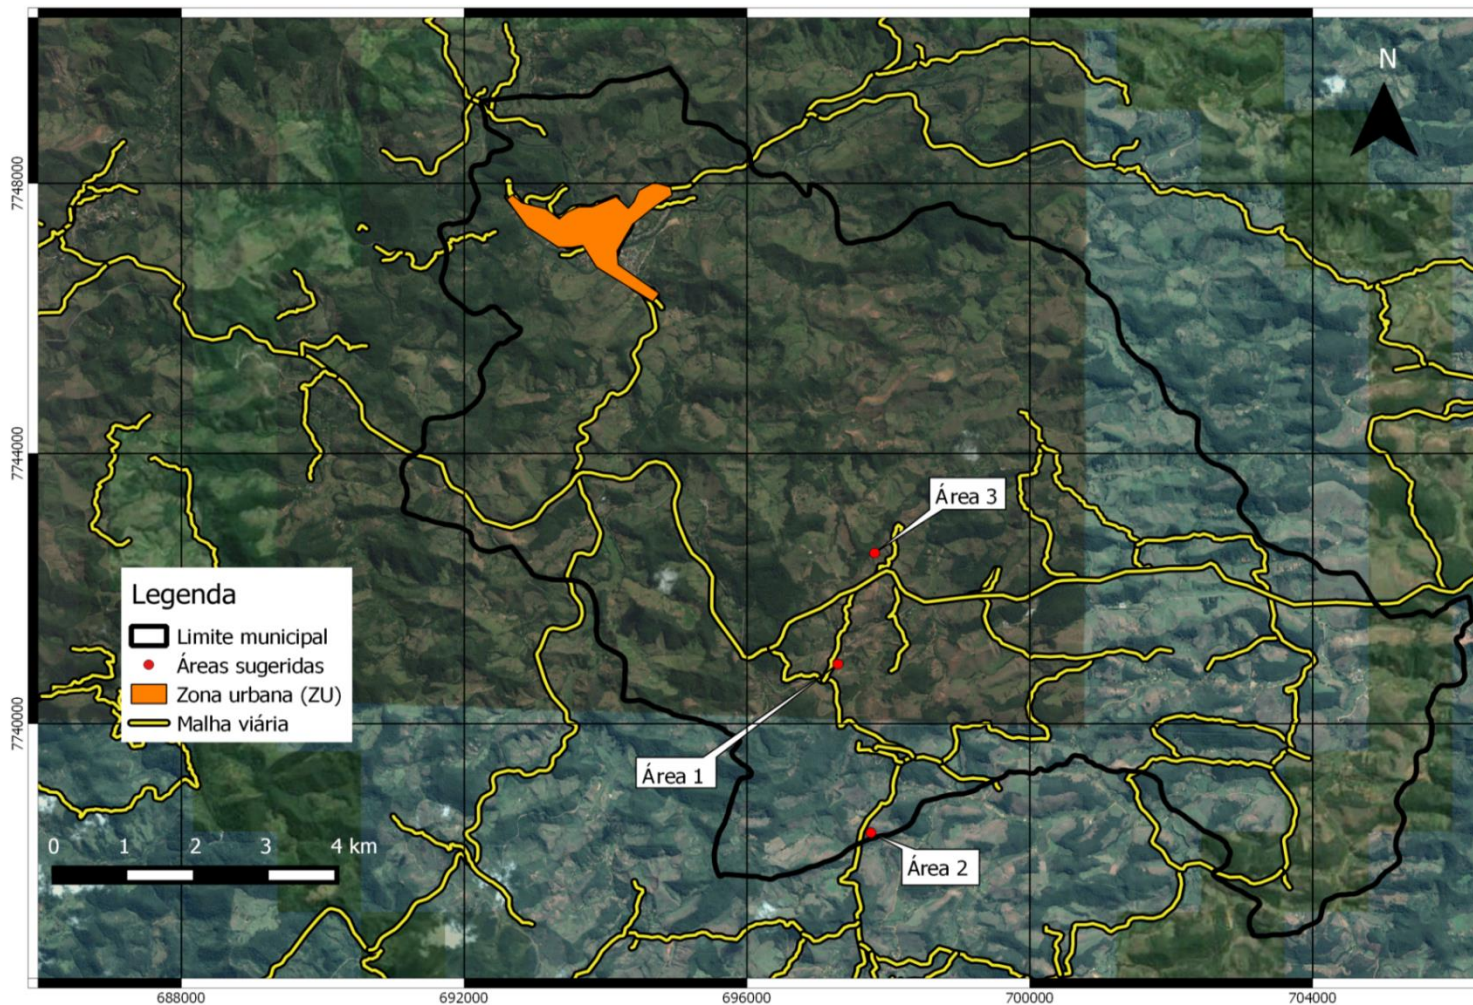 N
7748000
7744000
7740000
Área 3
Legenda
Limite municipal
Áreas sugeridas
Zona urbana (ZU)
Malha viária
Área 1
0 1 2 3 4 km
Área 2
688000 692000 696000 700000 704000